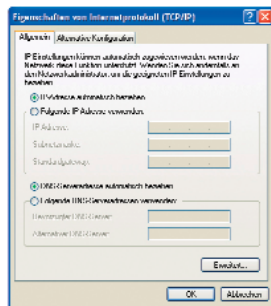 Eigenschaften von Internetprotokoll (TCP/IP)
Allgemein
Alternative Konfiguration
IP-Einstellungen können automatisch zugewiesen werden, wenn das
Netzwerk diese Funktion unterstützt. Wenden Sie sich andernfalls an
den Netzwerkadministrator, um die geeigneten IP-Einstellungen zu
beziehen.
IP-Adresse automatisch beziehen
Folgende IP-Adresse verwenden:
IP-Adresse:
Subnetzmaske:
Standardgateway:
DNS-Serveradresse automatisch beziehen
Folgende DNS-Serveradressen verwenden:
Bevorzugter DNS-Server:
Alternativer DNS-Server:
Erweitert...
OK
Abbrechen